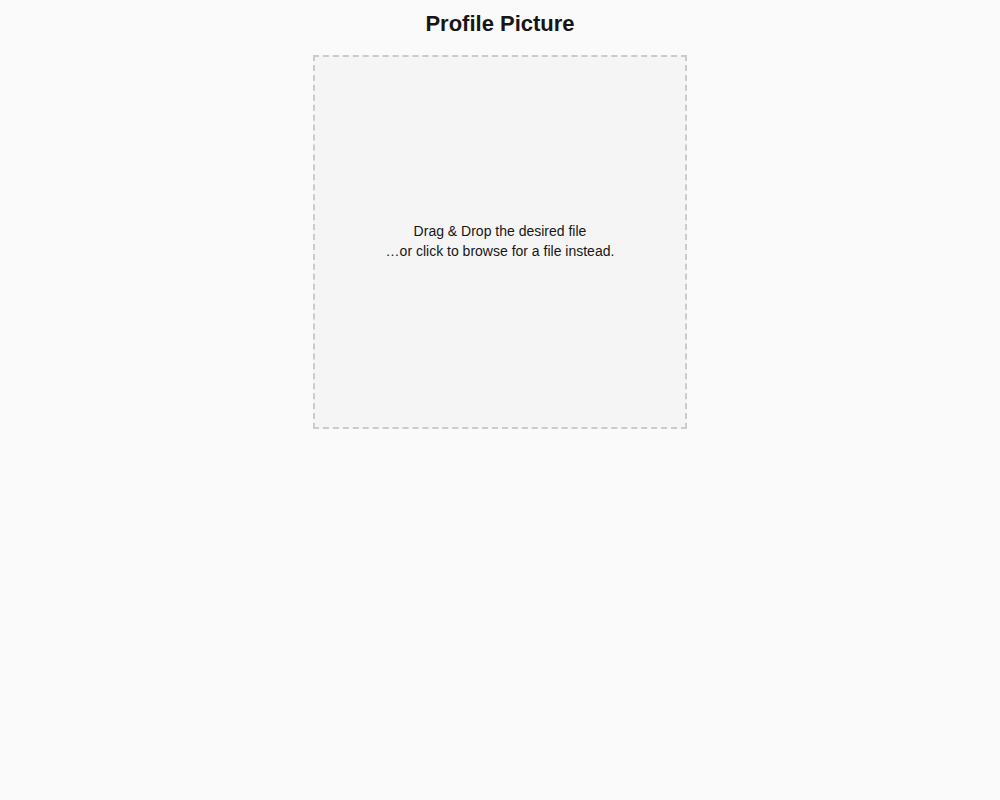 Profile Picture
Drag & Drop the desired file
…or click to browse for a file instead.